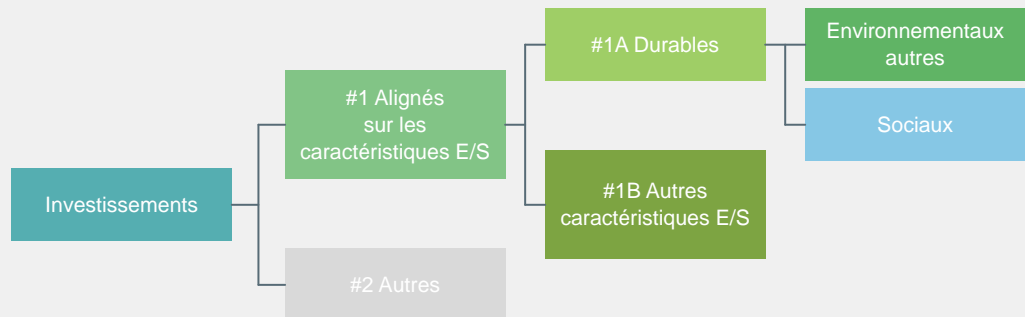 Investissements
#1 Alignés
sur les
caractéristiques E/S
#2 Autres
#1A Durables
#1B Autres
caractéristiques E/S
Environnementaux
autres
Sociaux